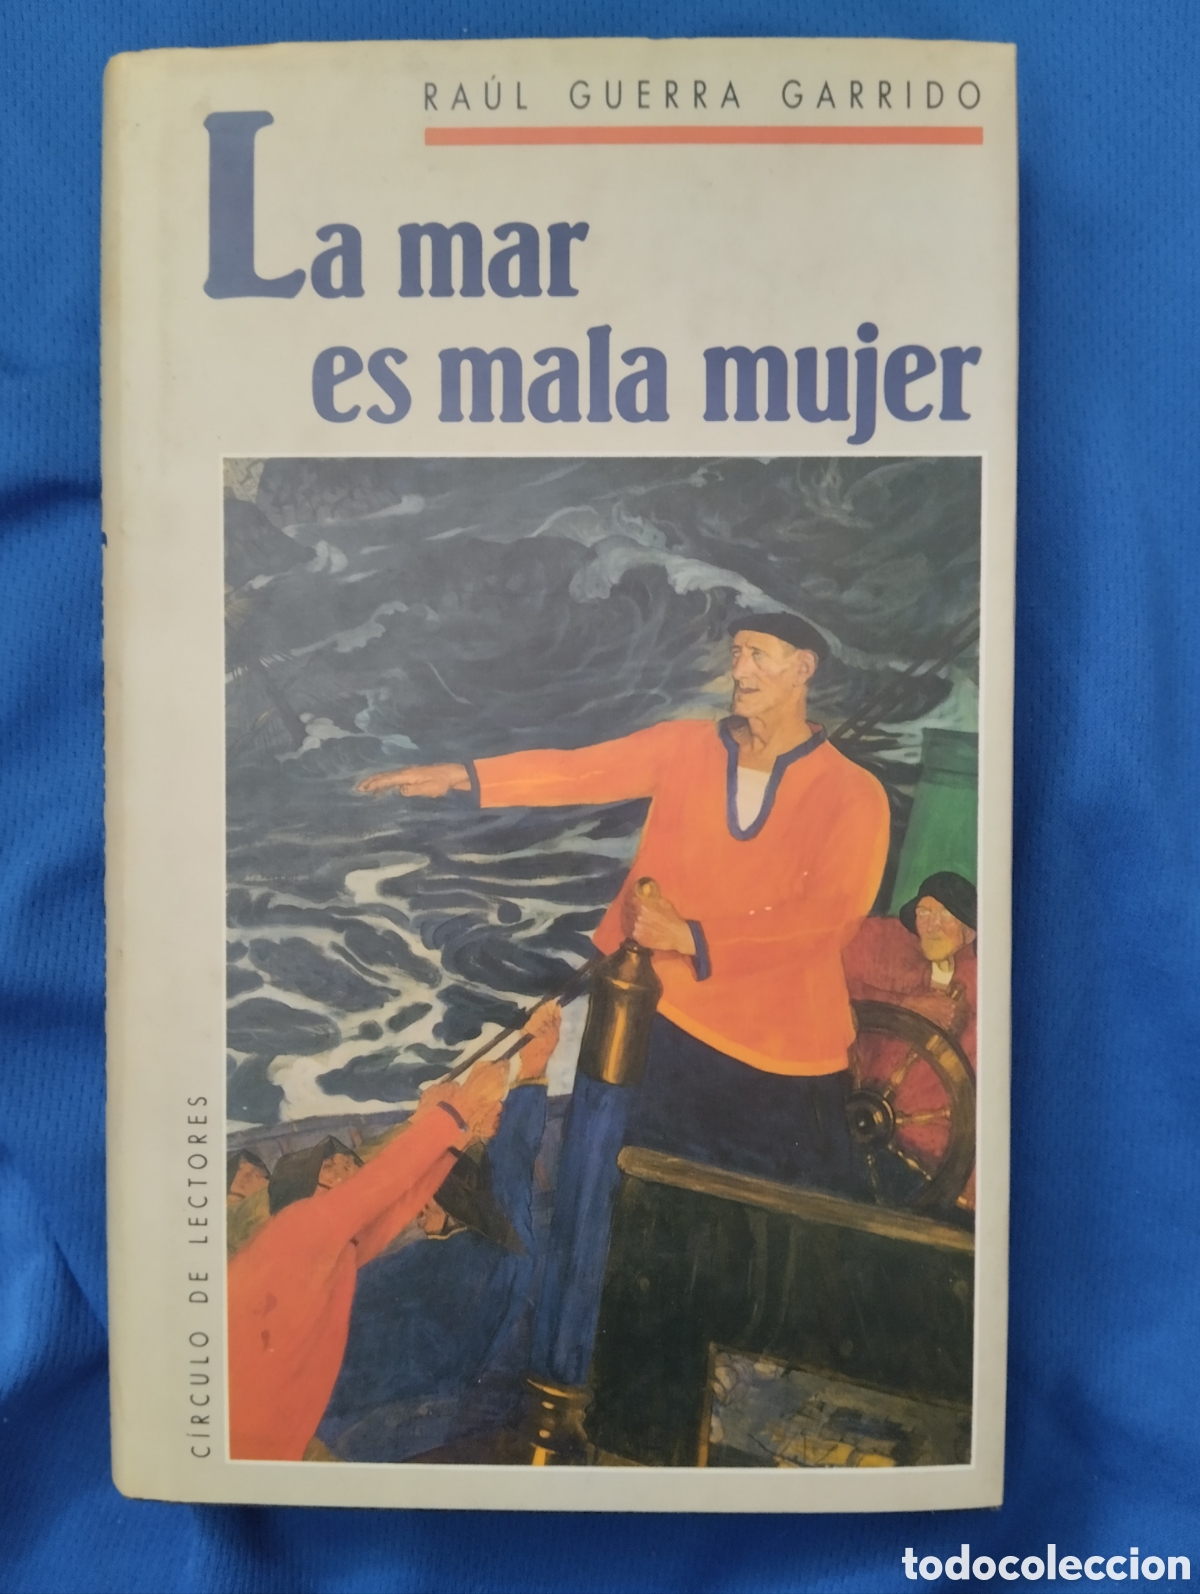 RAÚL GUERRA GARRIDO
La mar
es mala mujer
CÍRCULO DE LECTORES
todocoleccion